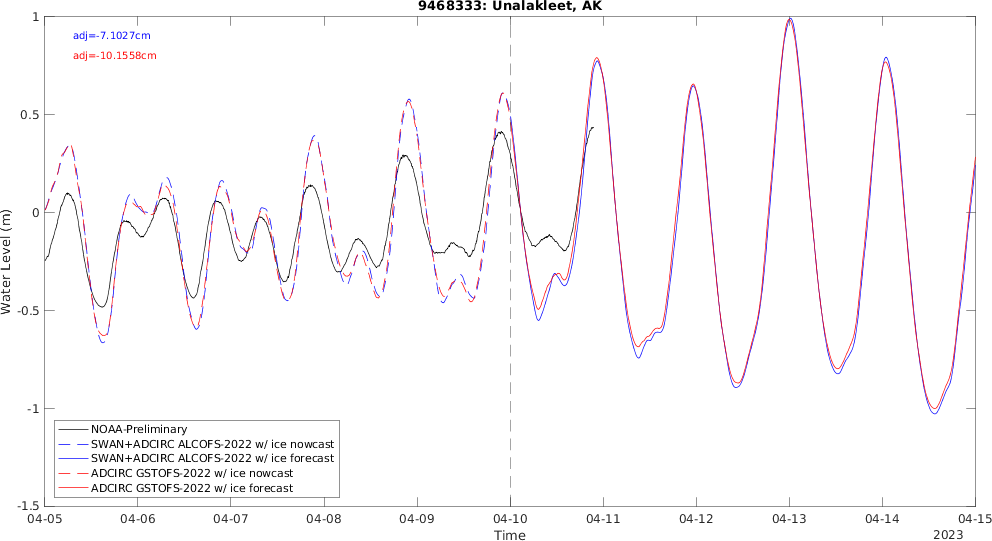 9468333: Unalakleet, AK
adj=-7.1027cm
adj=-10.1558cm
1
0.5
0
-0.5
-1
-1.5
Water Level (m)
NOAA-Preliminary
SWAN+ADCIRC ALCOFS-2022 w/ ice nowcast
SWAN+ADCIRC ALCOFS-2022 w/ ice forecast
ADCIRC GSTOFS-2022 w/ ice nowcast
ADCIRC GSTOFS-2022 w/ ice forecast
04-05 04-06 04-07 04-08 04-09 04-10 04-11 04-12 04-13 04-14 04-15
Time
2023